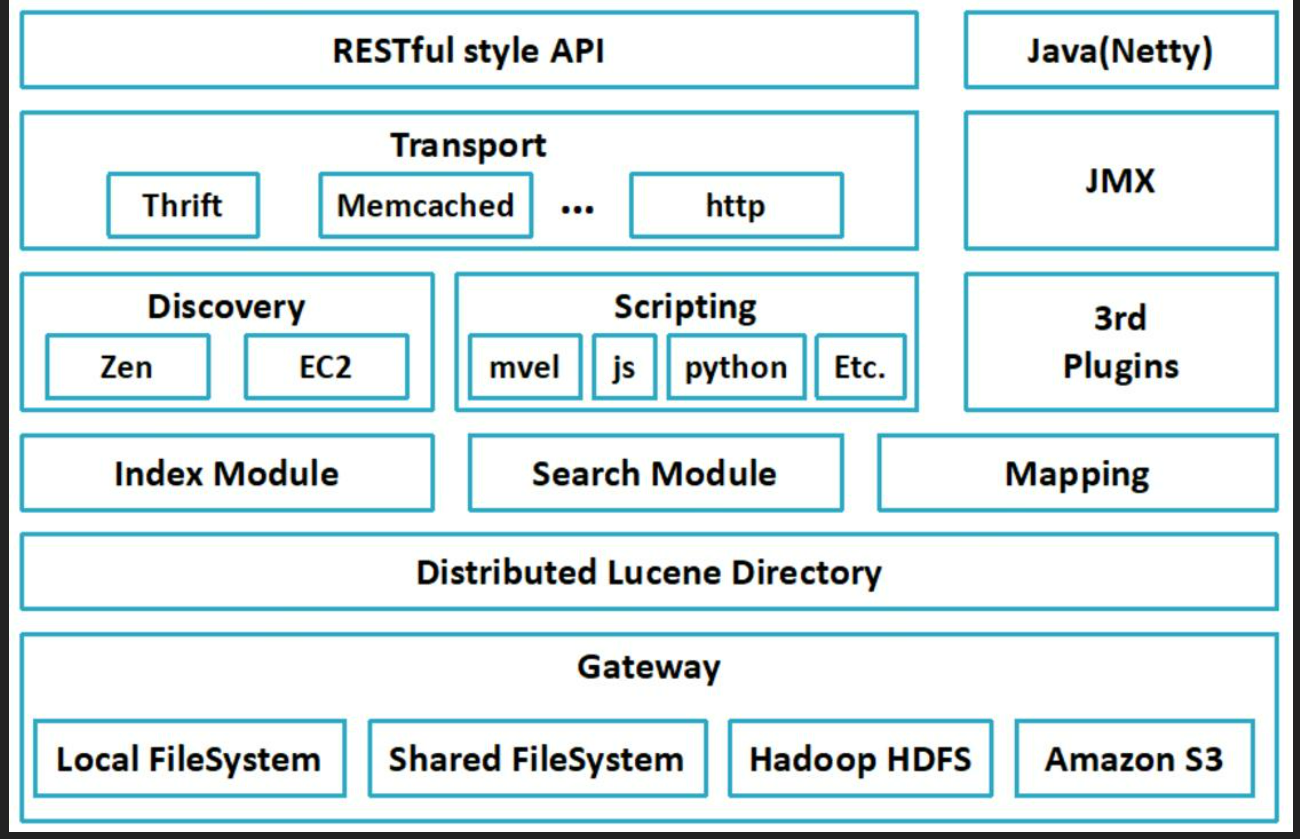 RESTful style API
Java(Netty)
Transport
Thrift
Memcached
...
http
JMX
Discovery
Zen
EC2
Scripting
mvel
js
python
Etc.
3rd
Plugins
Index Module
Search Module
Mapping
Distributed Lucene Directory
Gateway
Local FileSystem
Shared FileSystem
Hadoop HDFS
Amazon S3